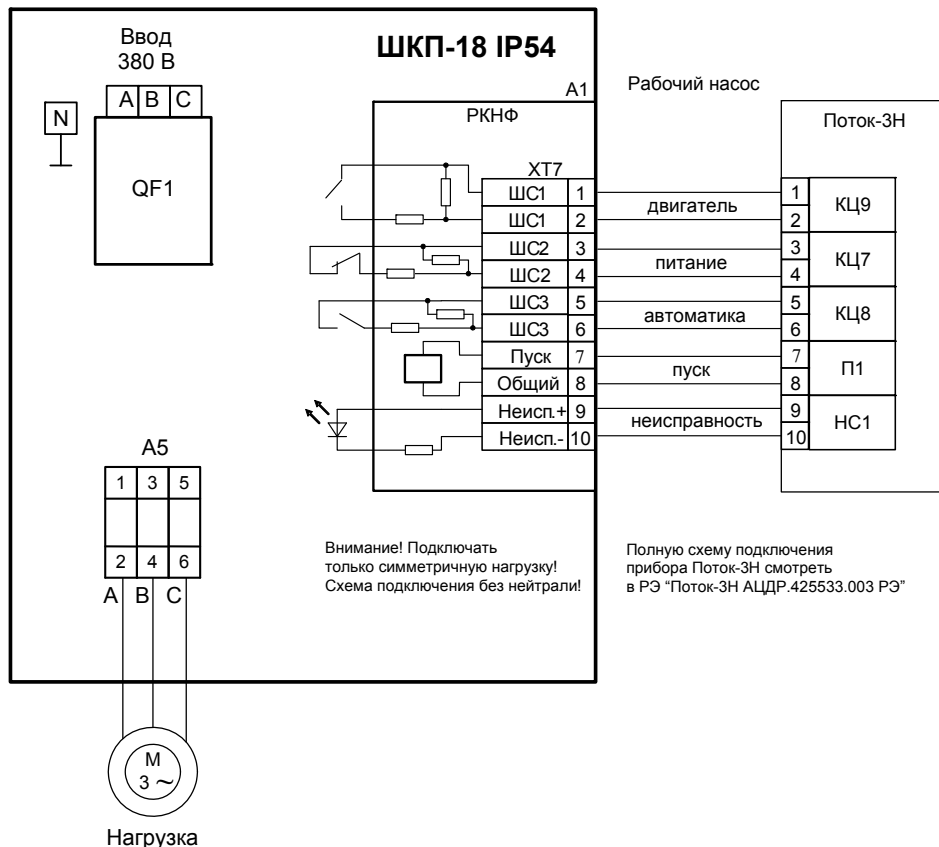 Ввод
380 В
ШКП-18 IP54
A B C
N
QF1
A1
РКНФ
XT7
ШС1 1
ШС1 2
ШС2 3
ШС2 4
ШС3 5
ШС3 6
Пуск 7
Общий 8
Неисп.+ 9
Неисп.- 10
Рабочий насос
двигатель
питание
автоматика
пуск
неисправность
Поток-3Н
1 КЦ9
2
3 КЦ7
4
5 КЦ8
6
7 П1
8
9 НС1
10
A5
1 3 5
2 4 6
A B C
Внимание! Подключать
только симметричную нагрузку!
Схема подключения без нейтрали!
Полную схему подключения
прибора Поток-3Н смотреть
в РЭ “Поток-3Н АЦДР.425533.003 РЭ”
M
3 ~
Нагрузка